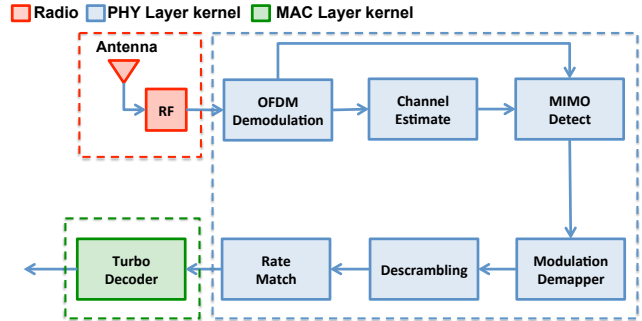 Radio PHY Layer kernel MAC Layer kernel
Antenna
RF
OFDM
Demodulation
Channel
Estimate
MIMO
Detect
Turbo
Decoder
Rate
Match
Descrambling
Modulation
Demapper